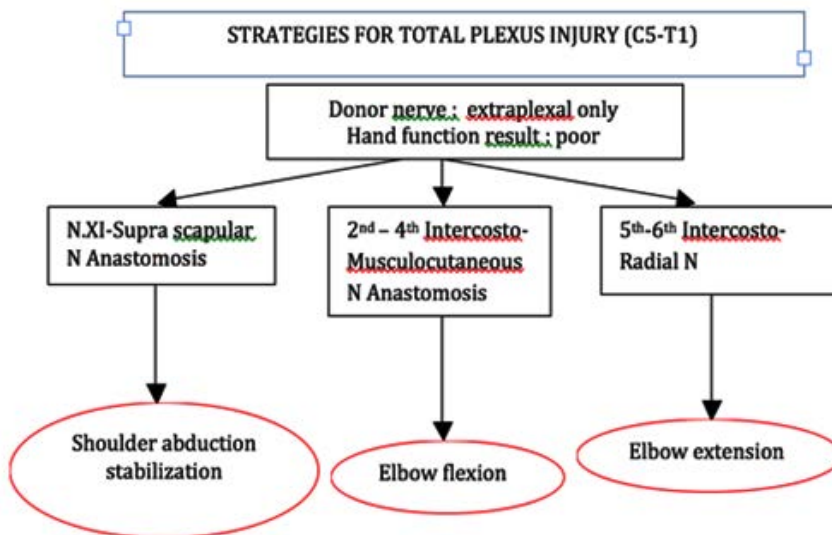 STRATEGIES FOR TOTAL PLEXUS INJURY (C5-T1)
Donor nerve : extraplexal only
Hand function result : poor
N.XI-Supra scapular
N Anastomosis
2nd – 4th Intercosto-
Musculocutaneous
N Anastomosis
5th-6th Intercosto-
Radial N
Shoulder abduction
stabilization
Elbow flexion
Elbow extension